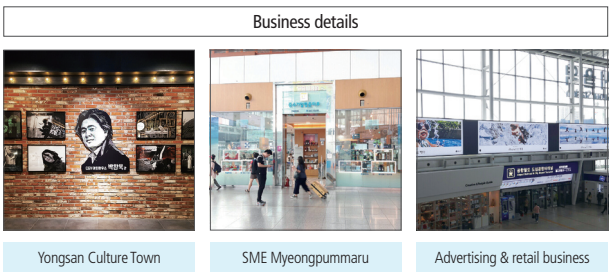 Business details
Yongsan Culture Town
SME Myeongpummaru
Advertising & retail business